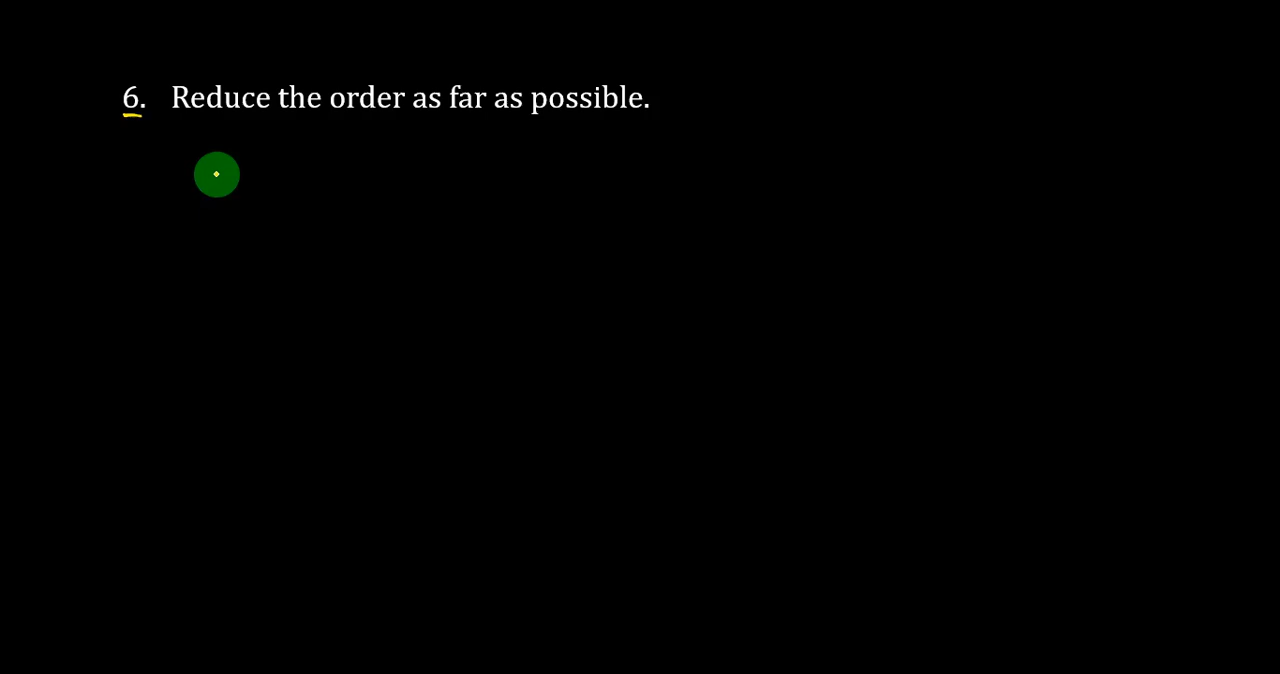 6. Reduce the order as far as possible.